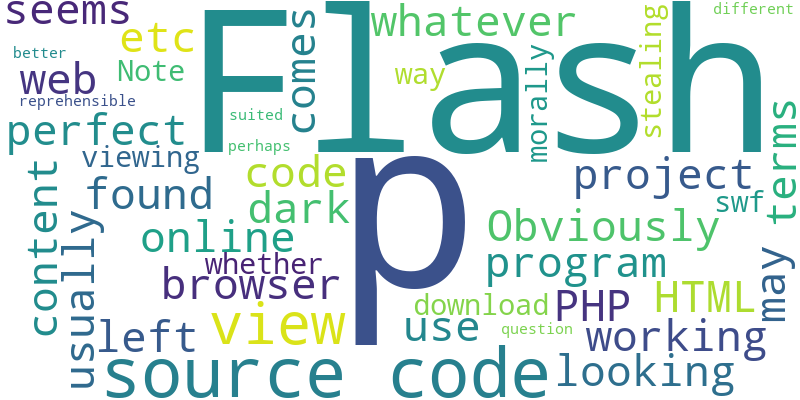 seems
etc
Flash
comes
whatever
way
morally
stealing
different
better
web
Note
reprehensible
suited
perfect
perhaps
viewing
code
p
project
terms
content
found
dark
swf
usually
online
Obviously
whether
program
browser
may
download
PHP
HTML
left
view
use
question
working
source code
looking